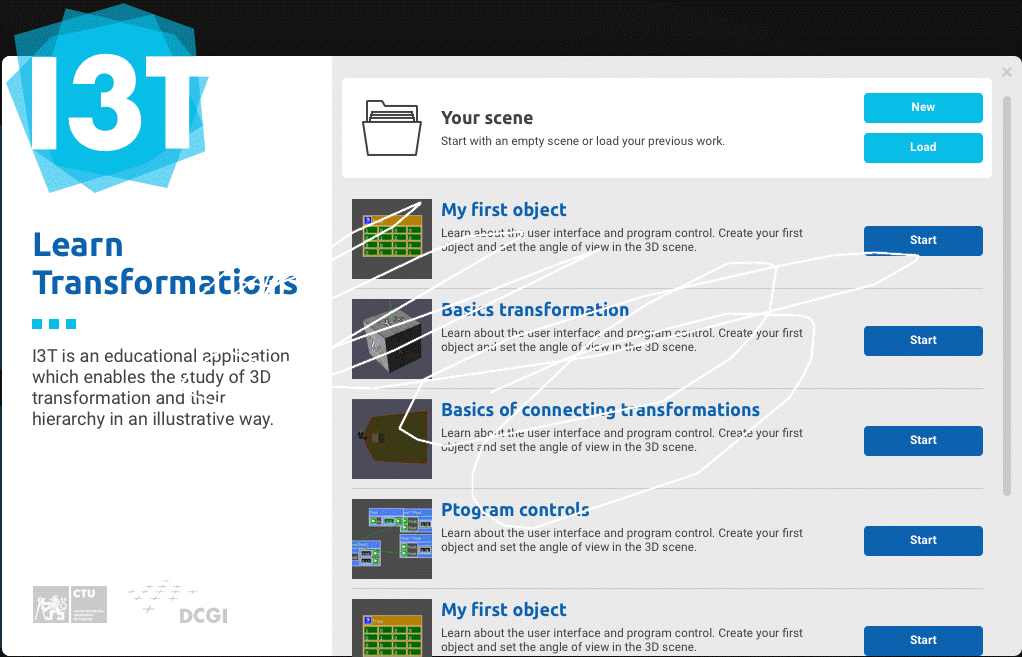 I3T
Learn
Transformations
I3T is an educational application
which enables the study of 3D
transformation and their
hierarchy in an illustrative way.
CTU
DCGI
Your scene
Start with an empty scene or load your previous work.
New
Load
My first object
Learn about the user interface and program control. Create your first
object and set the angle of view in the 3D scene.
Start
Basics transformation
Learn about the user interface and program control. Create your first
object and set the angle of view in the 3D scene.
Start
Basics of connecting transformations
Learn about the user interface and program control. Create your first
object and set the angle of view in the 3D scene.
Start
Ptogram controls
Learn about the user interface and program control. Create your first
object and set the angle of view in the 3D scene.
Start
My first object
Learn about the user interface and program control. Create your first
object and set the angle of view in the 3D scene.
Start